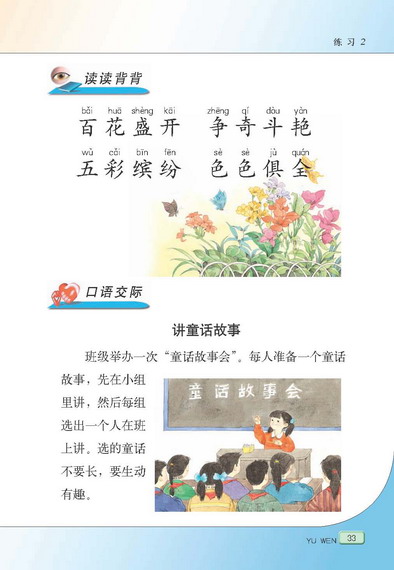 练习 2
读读背背
bǎi huā shèng kāi zhēng qí dòu yàn
百花盛开 争奇斗艳
wǔ cǎi bīn fēn sè sè jù quán
五彩缤纷 色色俱全
口语交际
讲童话故事
班级举办一次“童话故事会”。每人准备一个童话
故事，先在小组
里讲，然后每组
选出一个人在班
上讲。选的童话
不要长，要生动
有趣。
童话故事会
YU WEN 33